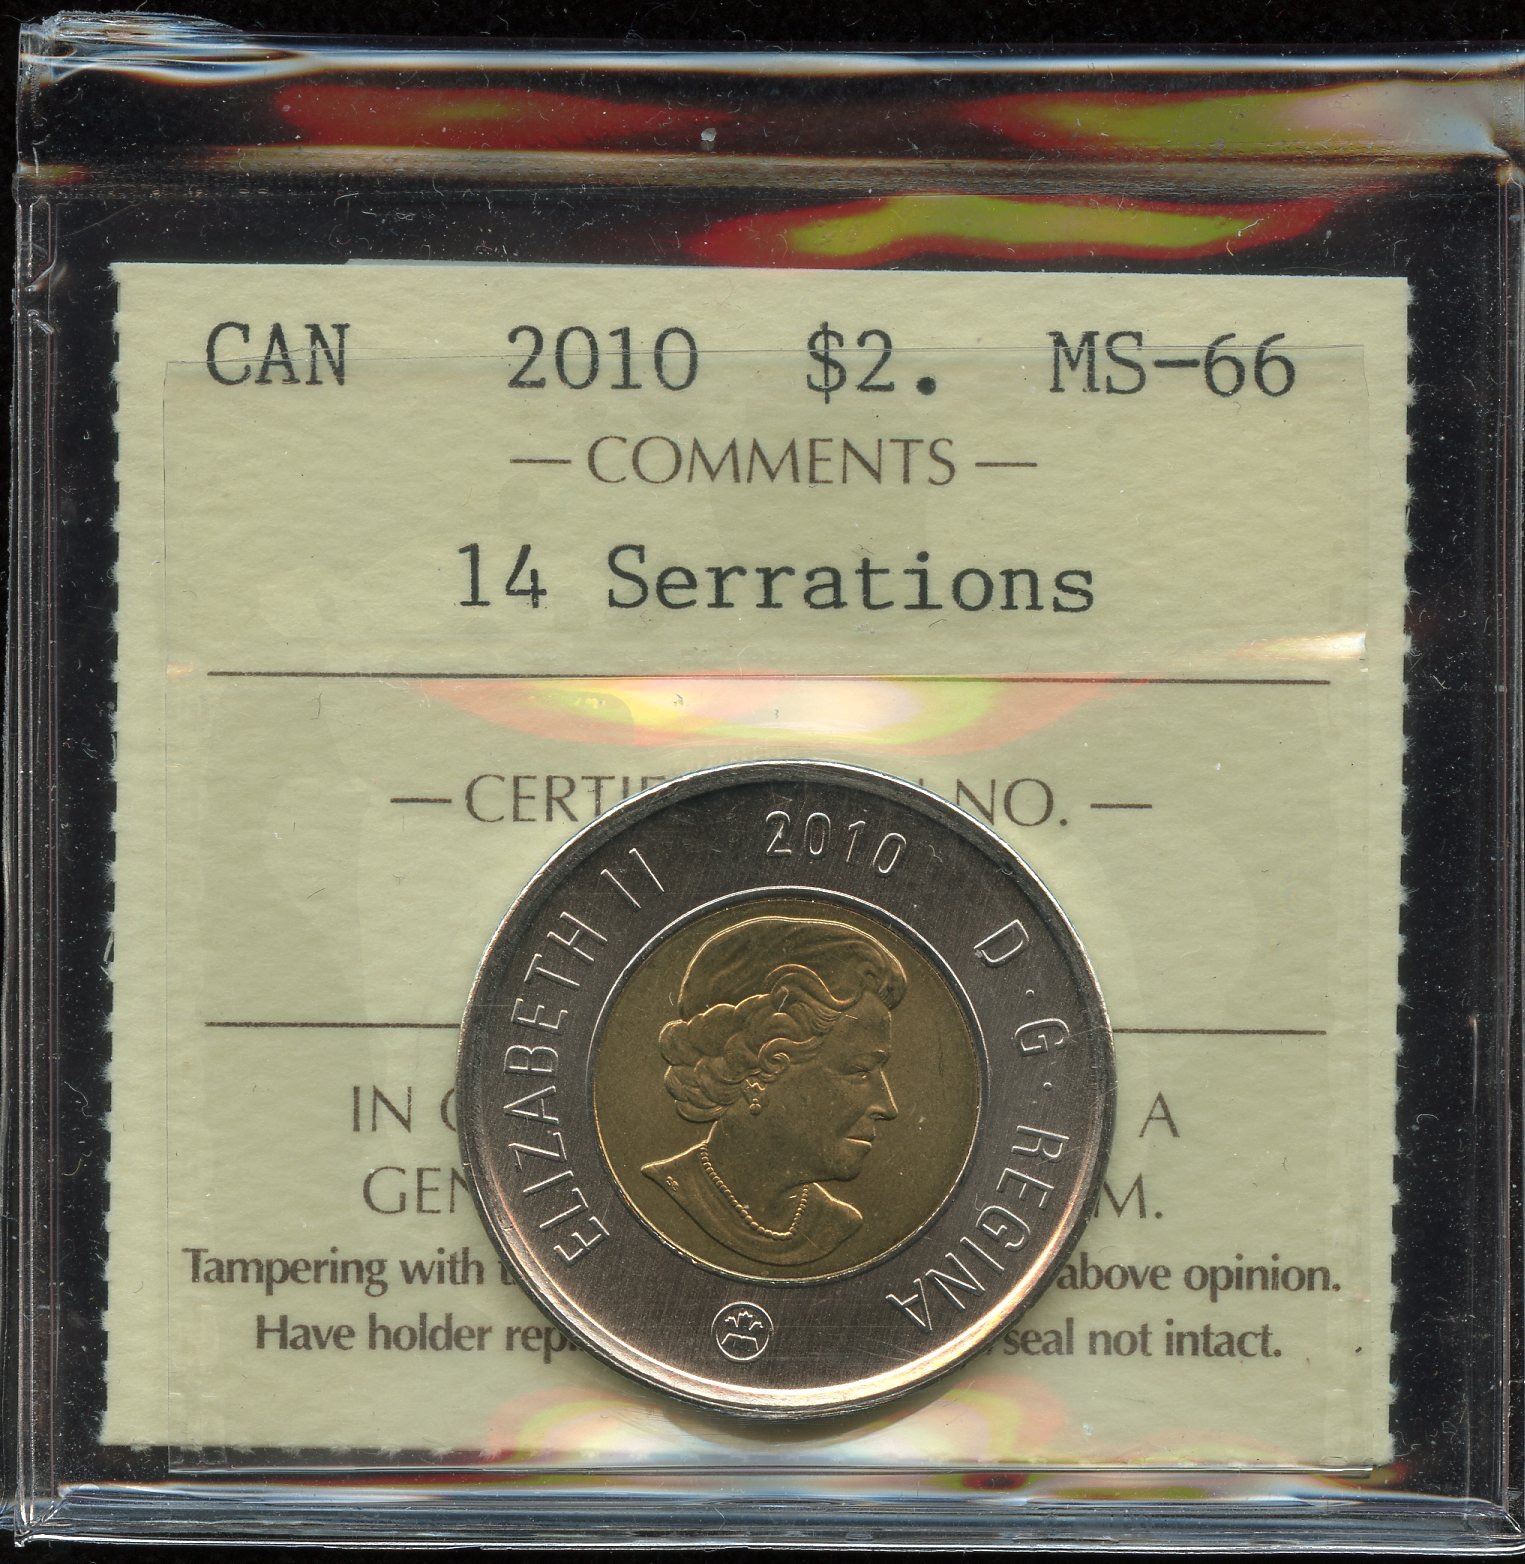 CAN 2010 $2. MS-66
— COMMENTS —
14 Serrations
— CERTIF NO. —
ELIZABETH II 2010 D·G·REGINA
IN A
GEN M.
Tampering with above opinion.
Have holder rep seal not intact.